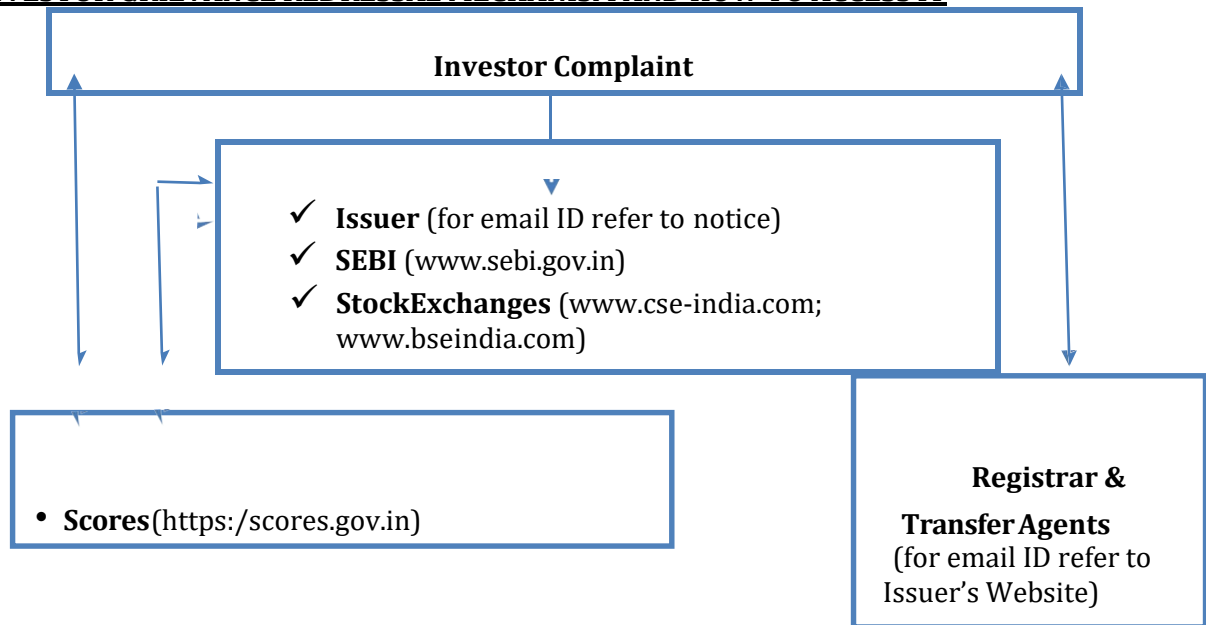 Investor Complaint
✓ Issuer (for email ID refer to notice)
✓ SEBI (www.sebi.gov.in)
✓ StockExchanges (www.cse-india.com;
www.bseindia.com)
• Scores(https:/scores.gov.in)
Registrar &
Transfer Agents
(for email ID refer to
Issuer’s Website)